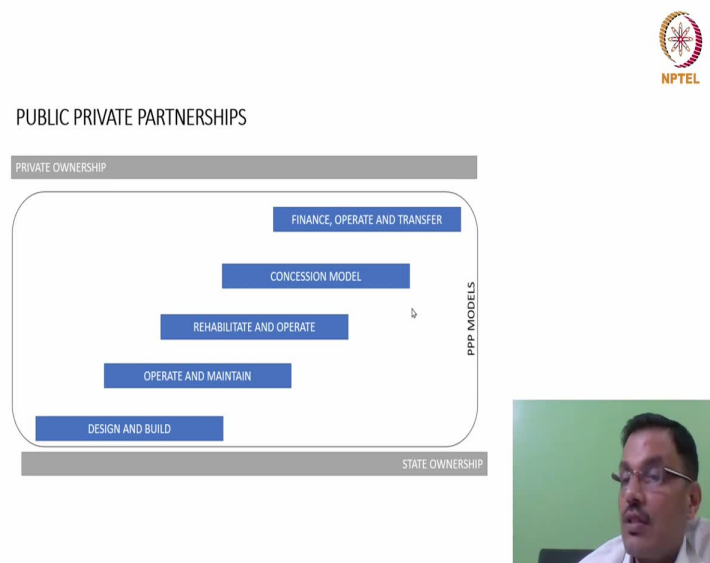 NPTEL
PUBLIC PRIVATE PARTNERSHIPS
PRIVATE OWNERSHIP
FINANCE, OPERATE AND TRANSFER
CONCESSION MODEL
REHABILITATE AND OPERATE
OPERATE AND MAINTAIN
DESIGN AND BUILD
PPP MODELS
STATE OWNERSHIP